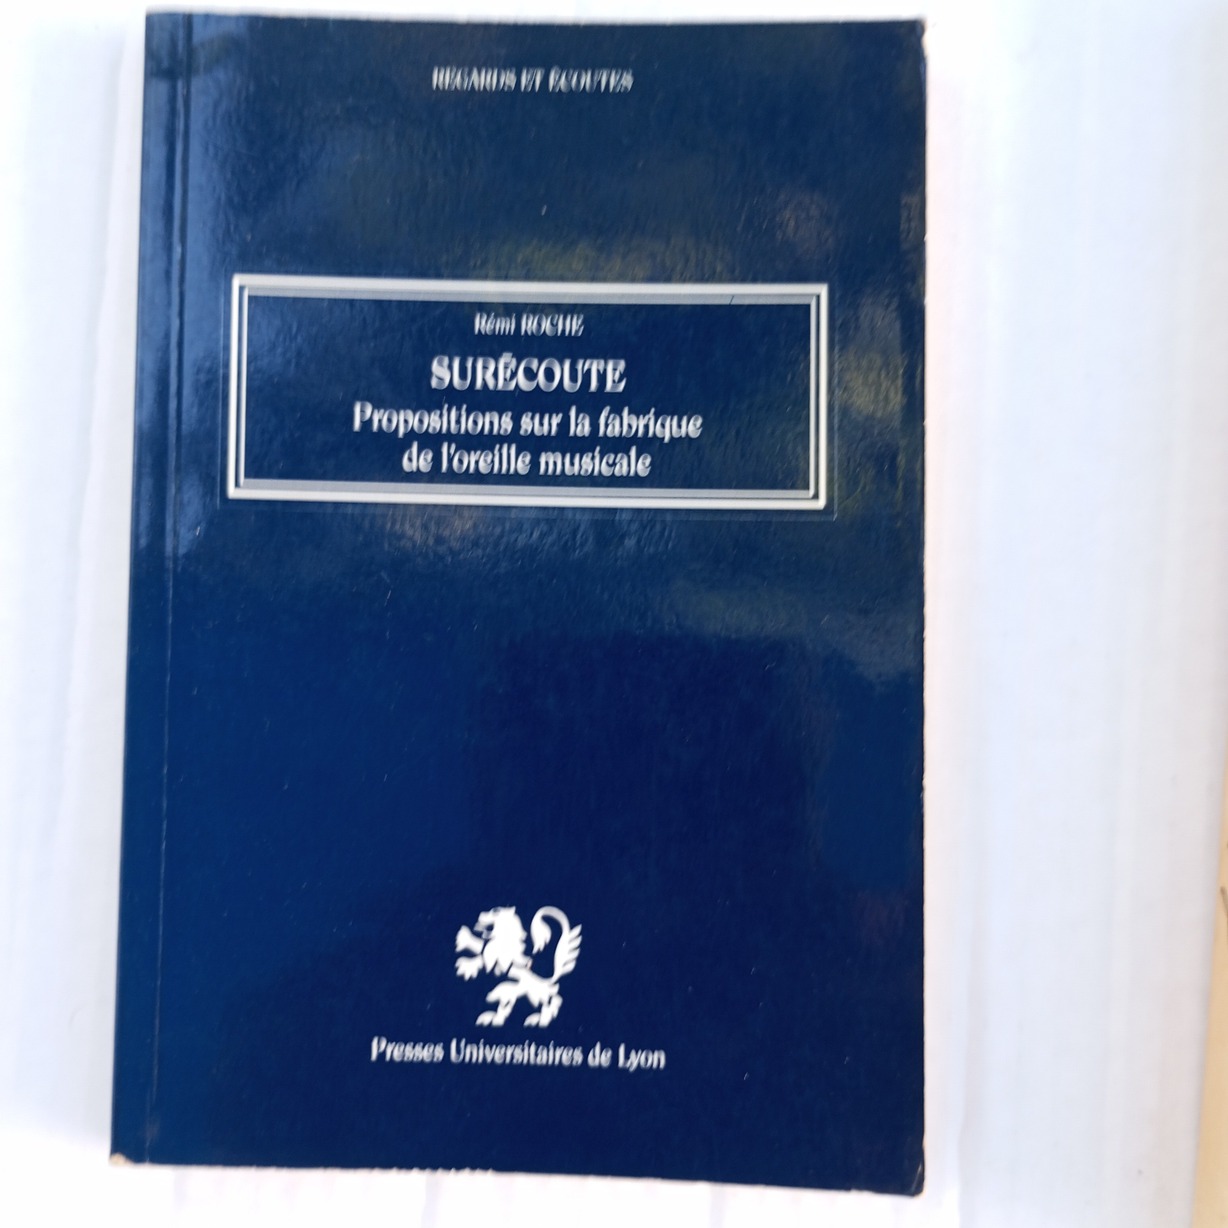 REGARDS ET ÉCOUTES
Rémi ROCHE
SURÉCOUTE
Propositions sur la fabrique
de l'oreille musicale
Presses Universitaires de Lyon